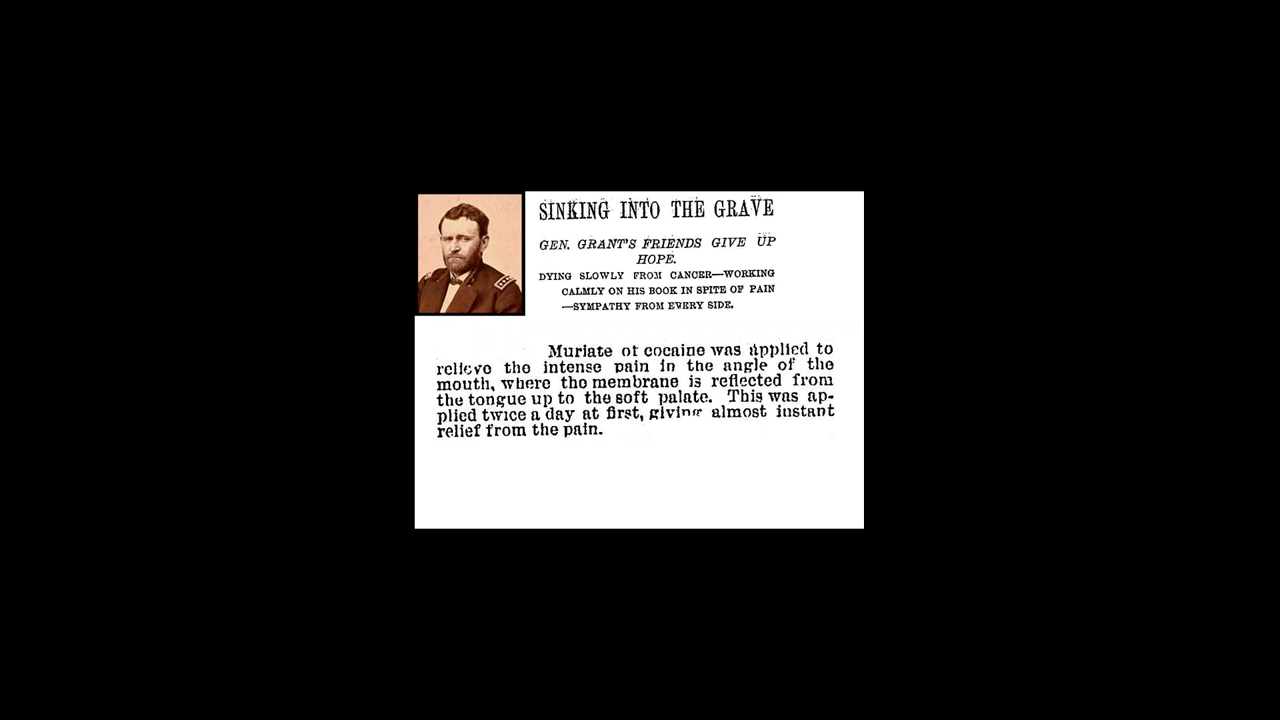 SINKING INTO THE GRAVE
GEN. GRANT'S FRIENDS GIVE UP
HOPE.
DYING SLOWLY FROM CANCER—WORKING
CALMLY ON HIS BOOK IN SPITE OF PAIN
—SYMPATHY FROM EVERY SIDE.
Muriate of cocaine was applied to
relieve the intense pain in the angle of the
mouth, where the membrane is reflected from
the tongue up to the soft palate. This was ap-
plied twice a day at first, giving almost instant
relief from the pain.